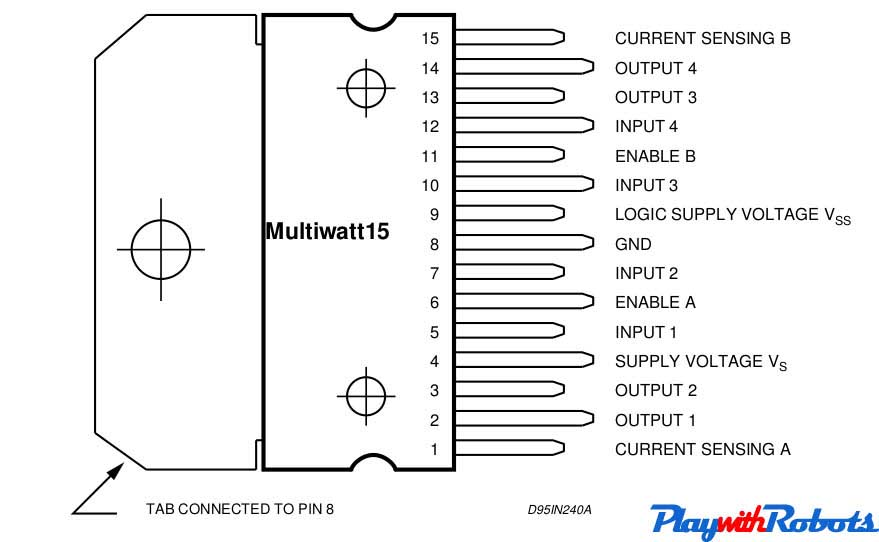 15 CURRENT SENSING B
14 OUTPUT 4
13 OUTPUT 3
12 INPUT 4
11 ENABLE B
10 INPUT 3
9 LOGIC SUPPLY VOLTAGE VSS
Multiwatt15
8 GND
7 INPUT 2
6 ENABLE A
5 INPUT 1
4 SUPPLY VOLTAGE VS
3 OUTPUT 2
2 OUTPUT 1
1 CURRENT SENSING A
TAB CONNECTED TO PIN 8
D95IN240A
PlaywithRobots